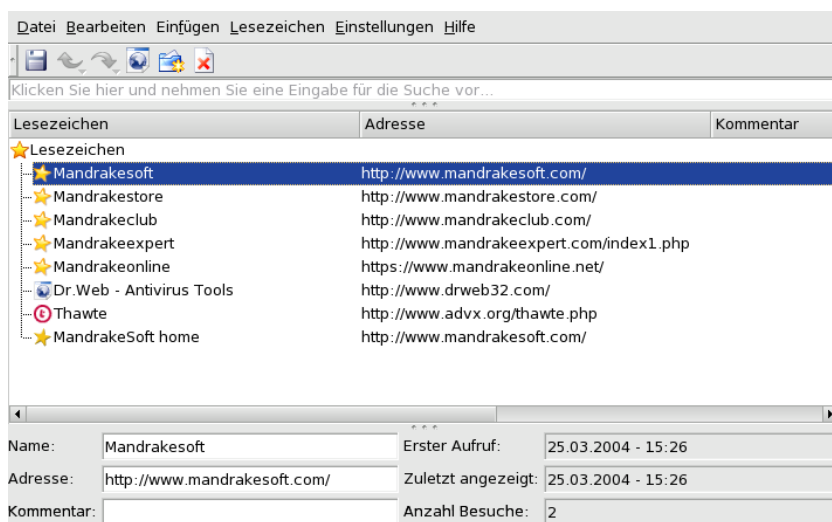 Datei Bearbeiten Einfügen Lesezeichen Einstellungen Hilfe
Klicken Sie hier und nehmen Sie eine Eingabe für die Suche vor...
Lesezeichen Adresse Kommentar
Lesezeichen
Mandrakesoft http://www.mandrakesoft.com/
Mandrakestore http://www.mandrakestore.com/
Mandrakeclub http://www.mandrakeclub.com/
Mandrakeexpert http://www.mandrakeexpert.com/index1.php
Mandrakeonline https://www.mandrakeonline.net/
Dr.Web - Antivirus Tools http://www.drweb32.com/
Thawte http://www.advx.org/thawte.php
MandrakeSoft home http://www.mandrakesoft.com/
Name: Mandrakesoft Erster Aufruf: 25.03.2004 - 15:26
Adresse: http://www.mandrakesoft.com/ Zuletzt angezeigt: 25.03.2004 - 15:26
Kommentar: Anzahl Besuche: 2